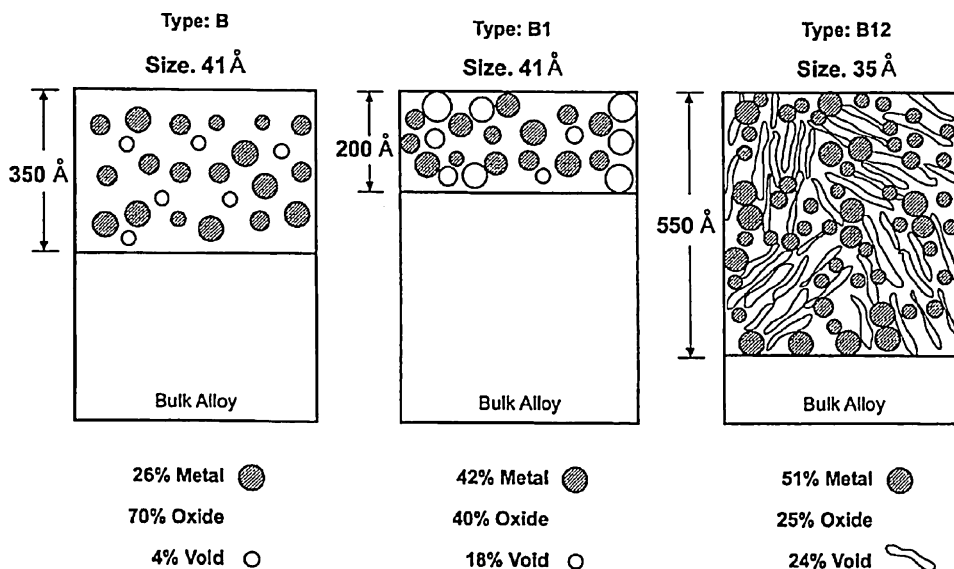 Type: B
Size. 41 Å
350 Å
Bulk Alloy
26% Metal
70% Oxide
4% Void
Type: B1
Size. 41 Å
200 Å
Bulk Alloy
42% Metal
40% Oxide
18% Void
Type: B12
Size. 35 Å
550 Å
Bulk Alloy
51% Metal
25% Oxide
24% Void